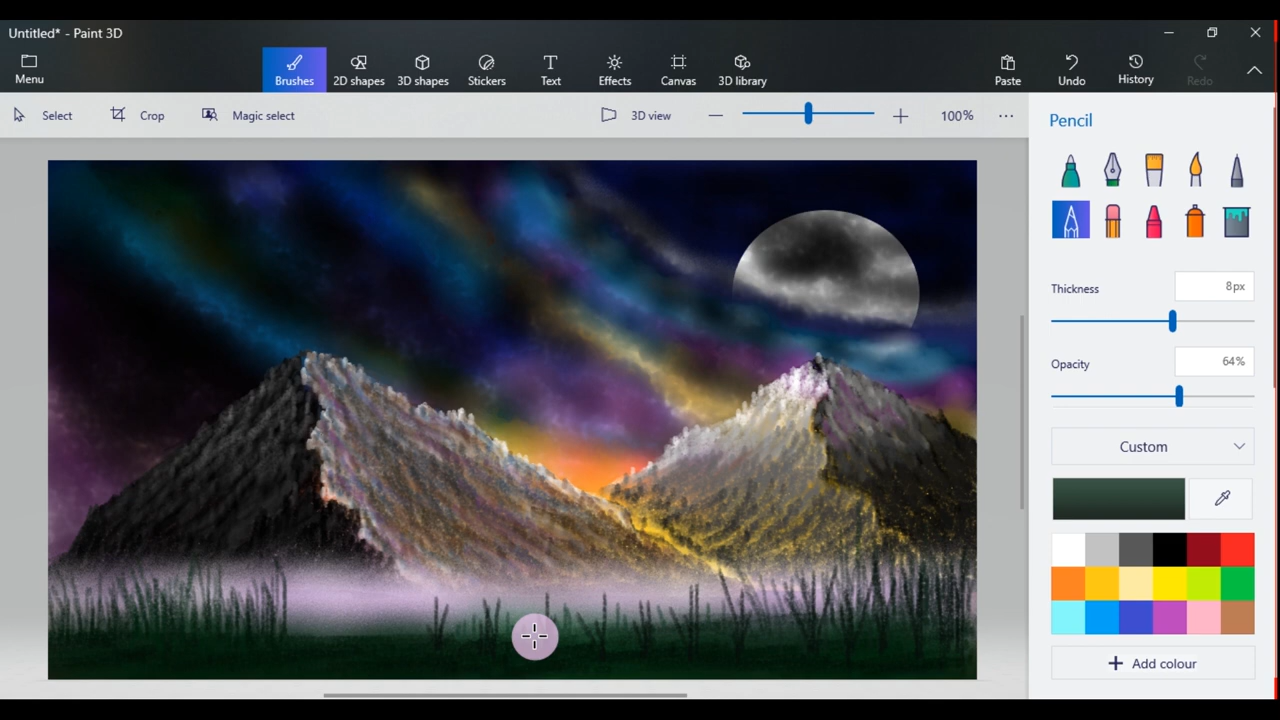 Untitled* - Paint 3D
Menu
Brushes
2D shapes
3D shapes
Stickers
Text
Effects
Canvas
3D library
Paste
Undo
History
Redo
Select
Crop
Magic select
3D view
100%
Pencil
Thickness
8px
Opacity
64%
Custom
Add colour